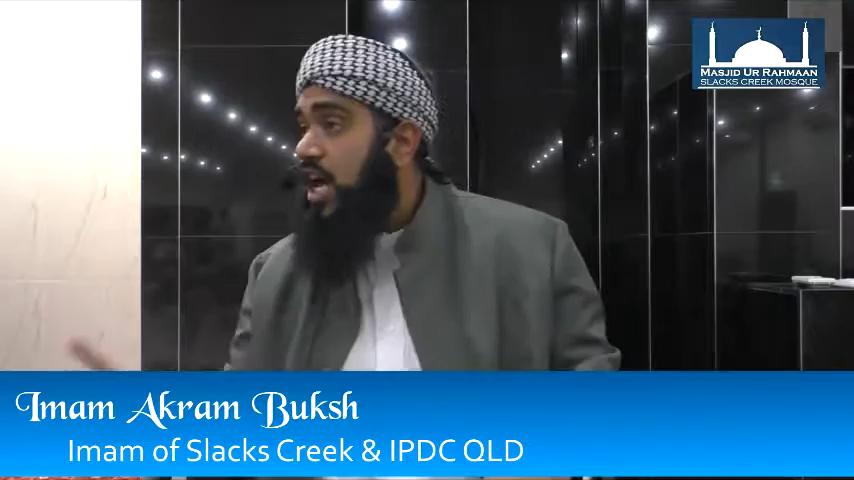 MASJID UR RAHMAAN
SLACKS CREEK MOSQUE
Imam Akram Buksh
Imam of Slacks Creek & IPDC QLD